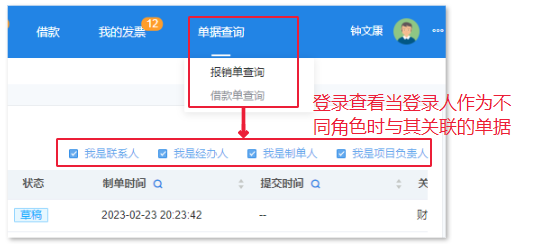 借款 我的发票 12 单据查询 钟文康
报销单查询
借款单查询
登录查看当登录人作为不
同角色时与其关联的单据
我是联系人 我是经办人 我是制单人 我是项目负责人
状态 制单时间 提交时间 关
草稿 2023-02-23 20:23:42 -- 财